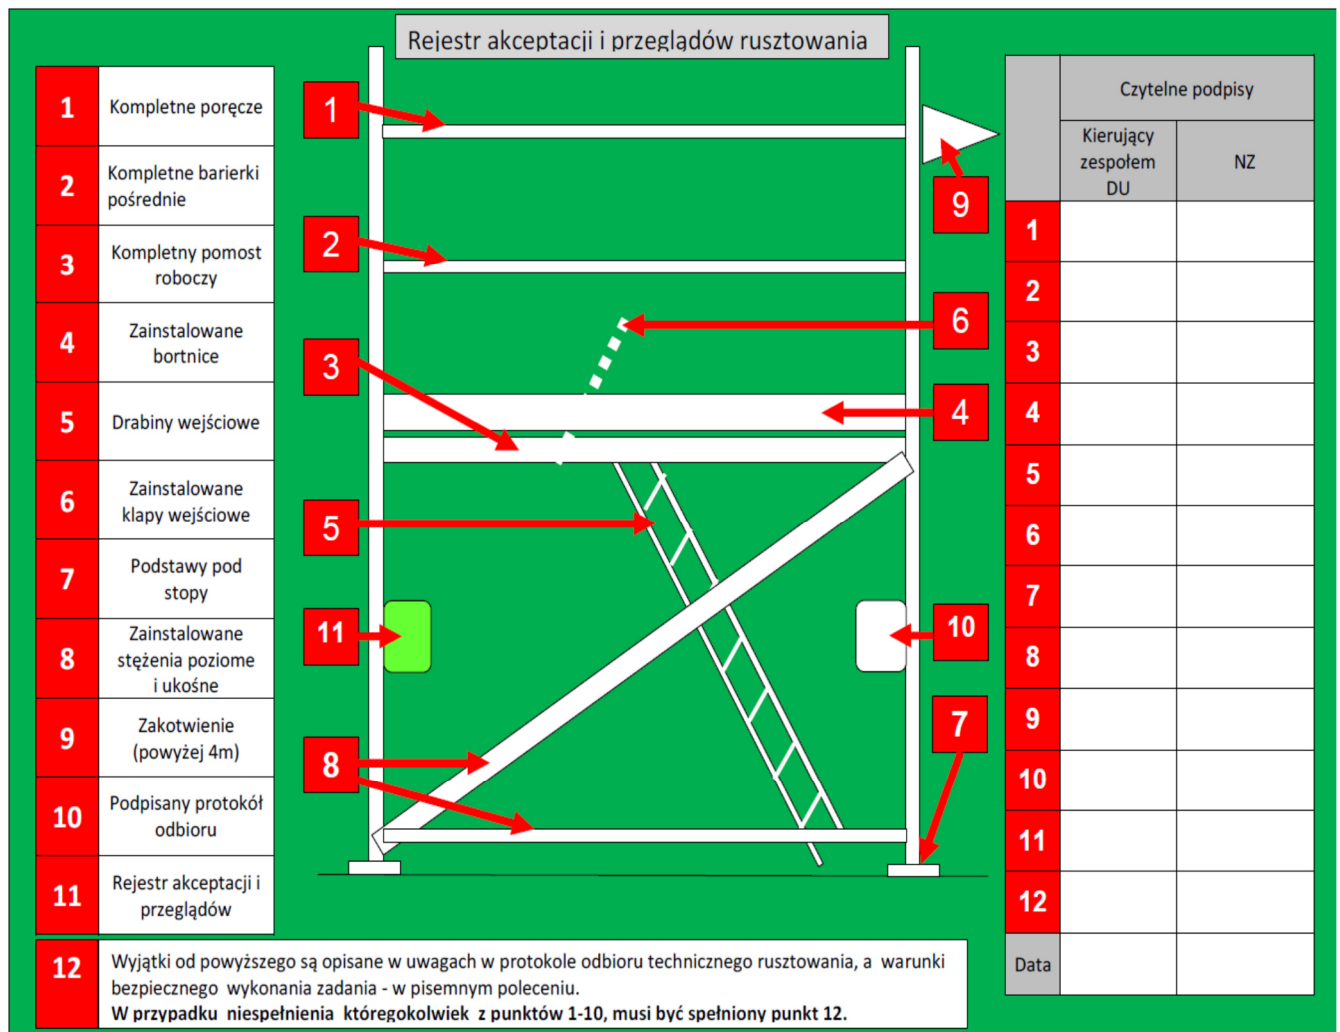 Rejestr akceptacji i przeglądów rusztowania
1 Kompletne poręcze
2 Kompletne barierki
pośrednie
3 Kompletny pomost
roboczy
4 Zainstalowane
bortnice
5 Drabiny wejściowe
6 Zainstalowane
klapy wejściowe
7 Podstawy pod
stopy
8 Zainstalowane
stężenia poziome
i ukośne
9 Zakotwienie
(powyżej 4m)
10 Podpisany protokół
odbioru
11 Rejestr akceptacji i
przeglądów
12 Wyjątki od powyższego są opisane w uwagach w protokole odbioru technicznego rusztowania, a warunki
bezpiecznego wykonania zadania - w pisemnym poleceniu.
W przypadku niespełnienia któregokolwiek z punktów 1-10, musi być spełniony punkt 12.
1
9
2
6
3
4
5
11
10
7
8
Czytelne podpisy
Kierujący
zespołem
DU
NZ
1
2
3
4
5
6
7
8
9
10
11
12
Data